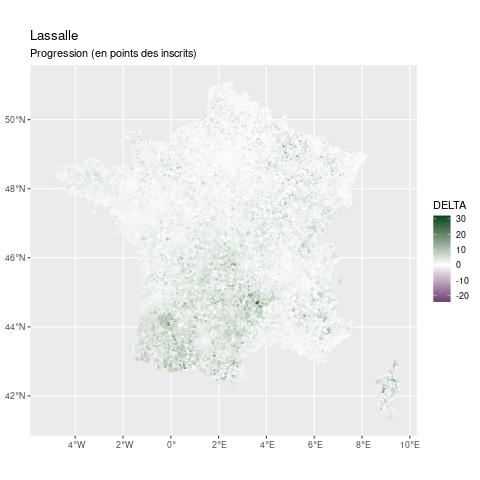 Lassalle
Progression (en points des inscrits)
50°N
48°N
46°N
44°N
42°N
4°W 2°W 0° 2°E 4°E 6°E 8°E 10°E
DELTA
30
20
10
0
-10
-20